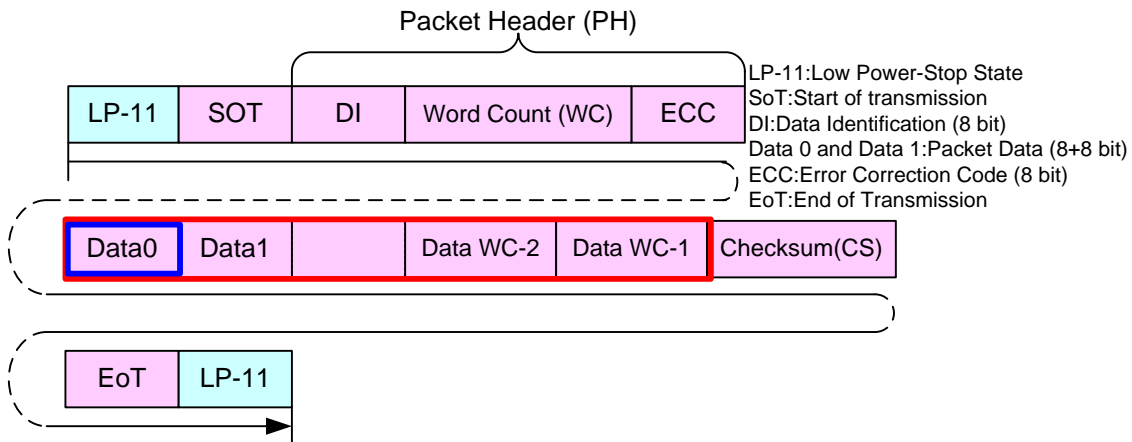 Packet Header (PH)
LP-11 SOT DI Word Count (WC) ECC
LP-11:Low Power-Stop State
SoT:Start of transmission
DI:Data Identification (8 bit)
Data 0 and Data 1:Packet Data (8+8 bit)
ECC:Error Correction Code (8 bit)
EoT:End of Transmission
Data0 Data1 Data WC-2 Data WC-1 Checksum(CS)
EoT LP-11